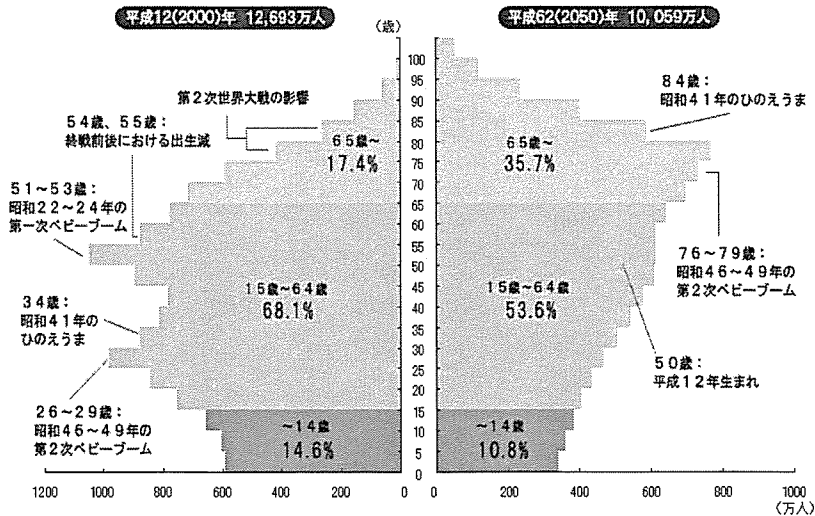 平成12(2000)年 12,693万人
平成62(2050)年 10,059万人
(歳)
第2次世界大戦の影響
54歳、55歳：
終戦前後における出生減
51～53歳：
昭和22～24年の
第一次ベビーブーム
34歳：
昭和41年の
ひのえうま
26～29歳：
昭和46～49年の
第2次ベビーブーム
65歳～
17.4%
15歳～64歳
68.1%
～14歳
14.6%
100
95
90
85
80
75
70
65
60
55
50
45
40
35
30
25
20
15
10
5
0
65歳～
35.7%
15歳～64歳
53.6%
～14歳
10.8%
84歳：
昭和41年のひのえうま
76～79歳：
昭和46～49年の
第2次ベビーブーム
50歳：
平成12年生まれ
1200 1000 800 600 400 200 0
0 200 400 600 800 1000
(万人)